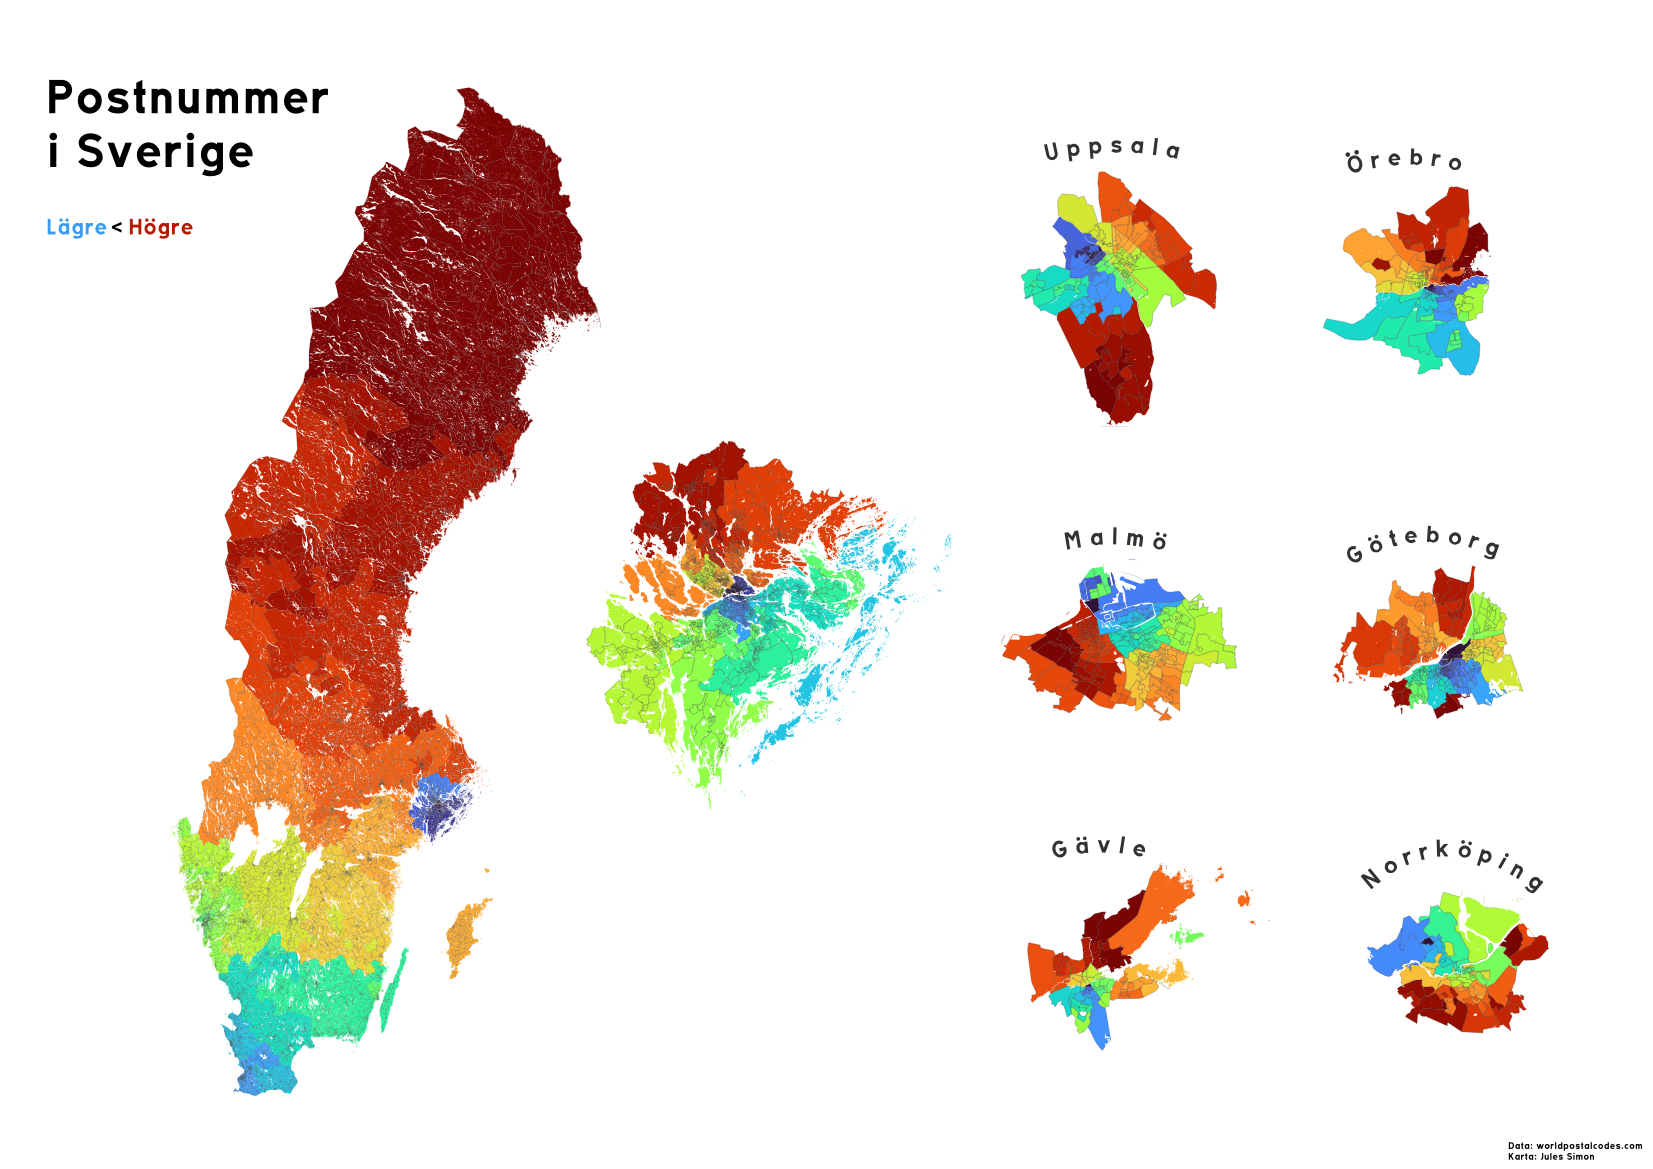 Postnummer
i Sverige
Lägre < Högre
Uppsala
Örebro
Malmö
Göteborg
Gävle
Norrköping
Data: worldpostalcodes.com
Karta: Jules Simon